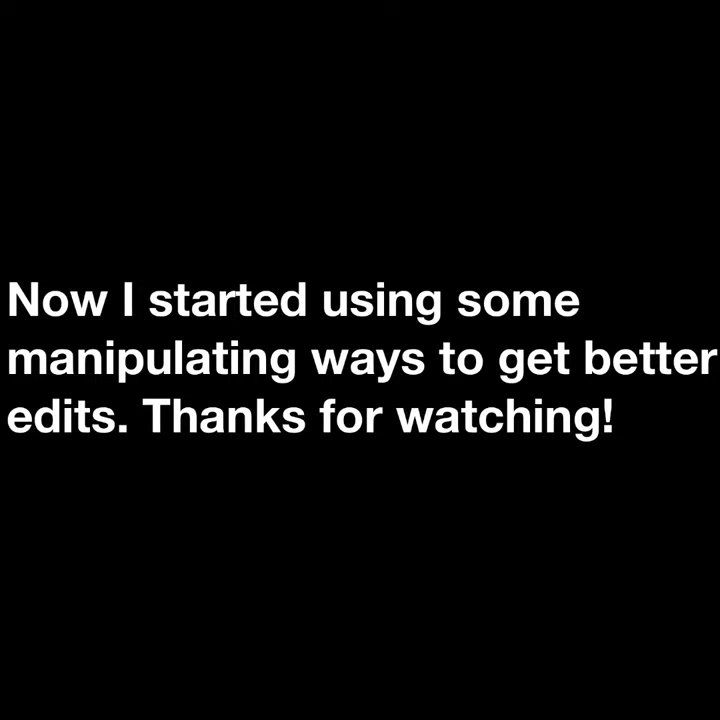 Now I started using some
manipulating ways to get better
edits. Thanks for watching!